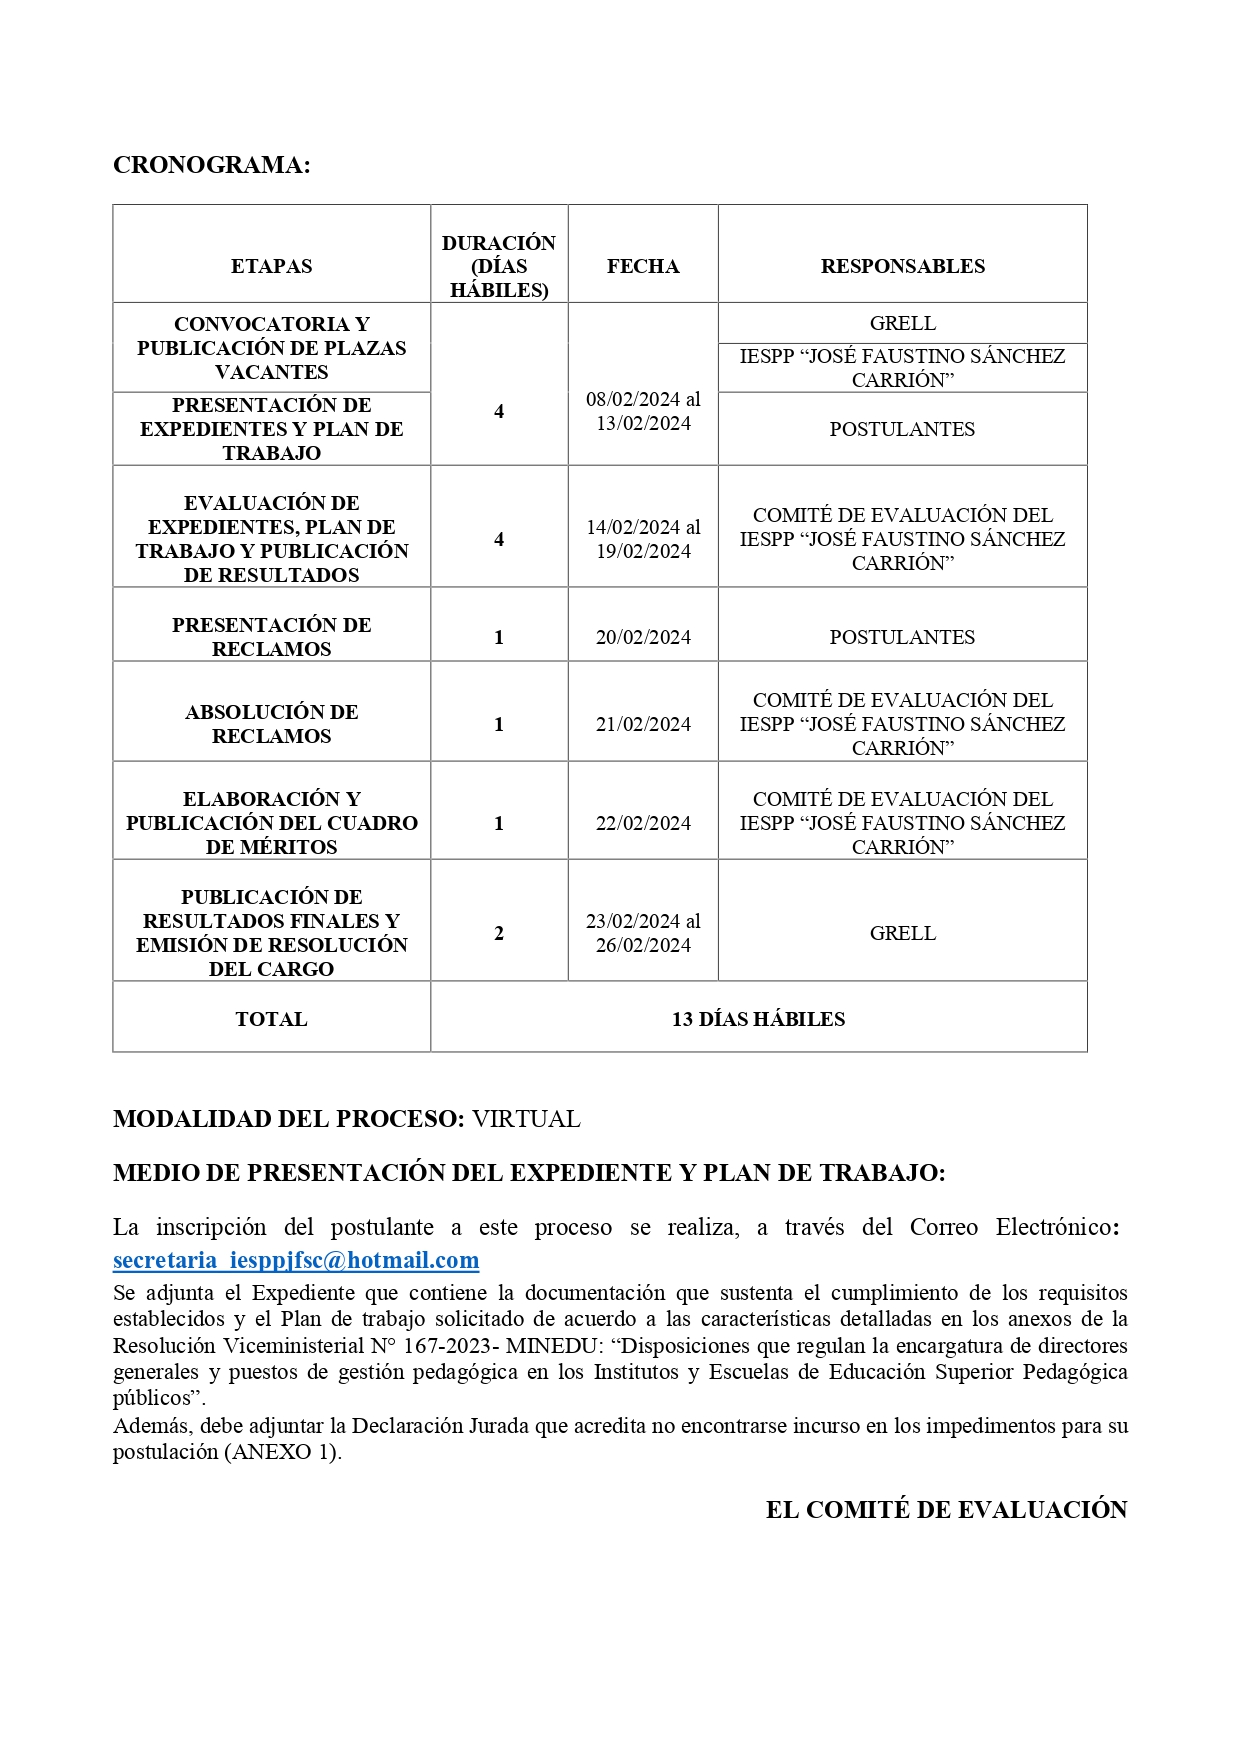 CRONOGRAMA:
ETAPAS
DURACIÓN
(DÍAS
HÁBILES)
FECHA
RESPONSABLES
CONVOCATORIA Y
PUBLICACIÓN DE PLAZAS
VACANTES
4
08/02/2024 al
13/02/2024
GRELL
IESPP “JOSÉ FAUSTINO SÁNCHEZ
CARRIÓN”
PRESENTACIÓN DE
EXPEDIENTES Y PLAN DE
TRABAJO
POSTULANTES
EVALUACIÓN DE
EXPEDIENTES, PLAN DE
TRABAJO Y PUBLICACIÓN
DE RESULTADOS
4
14/02/2024 al
19/02/2024
COMITÉ DE EVALUACIÓN DEL
IESPP “JOSÉ FAUSTINO SÁNCHEZ
CARRIÓN”
PRESENTACIÓN DE
RECLAMOS
1
20/02/2024
POSTULANTES
ABSOLUCIÓN DE
RECLAMOS
1
21/02/2024
COMITÉ DE EVALUACIÓN DEL
IESPP “JOSÉ FAUSTINO SÁNCHEZ
CARRIÓN”
ELABORACIÓN Y
PUBLICACIÓN DEL CUADRO
DE MÉRITOS
1
22/02/2024
COMITÉ DE EVALUACIÓN DEL
IESPP “JOSÉ FAUSTINO SÁNCHEZ
CARRIÓN”
PUBLICACIÓN DE
RESULTADOS FINALES Y
EMISIÓN DE RESOLUCIÓN
DEL CARGO
2
23/02/2024 al
26/02/2024
GRELL
TOTAL
13 DÍAS HÁBILES
MODALIDAD DEL PROCESO: VIRTUAL
MEDIO DE PRESENTACIÓN DEL EXPEDIENTE Y PLAN DE TRABAJO:
La inscripción del postulante a este proceso se realiza, a través del Correo Electrónico:
secretaria_iesppjfsc@hotmail.com
Se adjunta el Expediente que contiene la documentación que sustenta el cumplimiento de los requisitos
establecidos y el Plan de trabajo solicitado de acuerdo a las características detalladas en los anexos de la
Resolución Viceministerial N° 167-2023- MINEDU: “Disposiciones que regulan la encargatura de directores
generales y puestos de gestión pedagógica en los Institutos y Escuelas de Educación Superior Pedagógica
públicos”.
Además, debe adjuntar la Declaración Jurada que acredita no encontrarse incurso en los impedimentos para su
postulación (ANEXO 1).
EL COMITÉ DE EVALUACIÓN